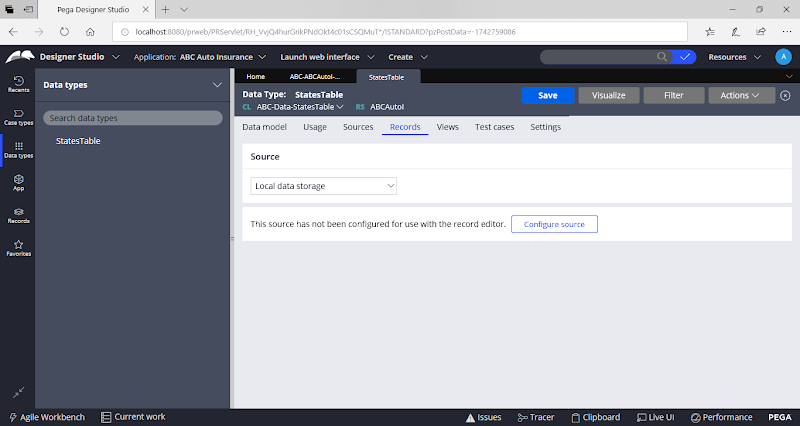 Pega Designer Studio
localhost:8080/prweb/PRServlet/
Designer Studio
Application: ABC Auto Insurance
Launch web interface
Create
Resources
A
Recents
Case types
Data types
App
Records
Favorites
Data types
Search data types
StatesTable
Home
ABC-ABCAutoI-...
StatesTable
Data Type: StatesTable
CL ABC-Data-StatesTable
RS ABCAutoI
Save
Visualize
Filter
Actions
Data model
Usage
Sources
Records
Views
Test cases
Settings
Source
Local data storage
This source has not been configured for use with the record editor.
Configure source
Agile Workbench
Current work
Issues
Tracer
Clipboard
Live UI
Performance
PEGA